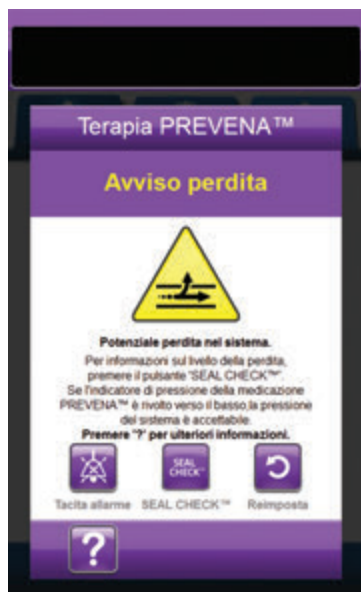 Terapia PREVENA™
Avviso perdita
Potenziale perdita nel sistema.
Per informazioni sul livello della perdita,
premere il pulsante 'SEAL CHECK™'.
Se l'indicatore di pressione della medicazione
PREVENA™ è rivolto verso il basso,la pressione
del sistema è accettabile.
Premere '?' per ulteriori informazioni.
SEAL
CHECK™
Tacita allarme SEAL CHECK™ Reimposta
?